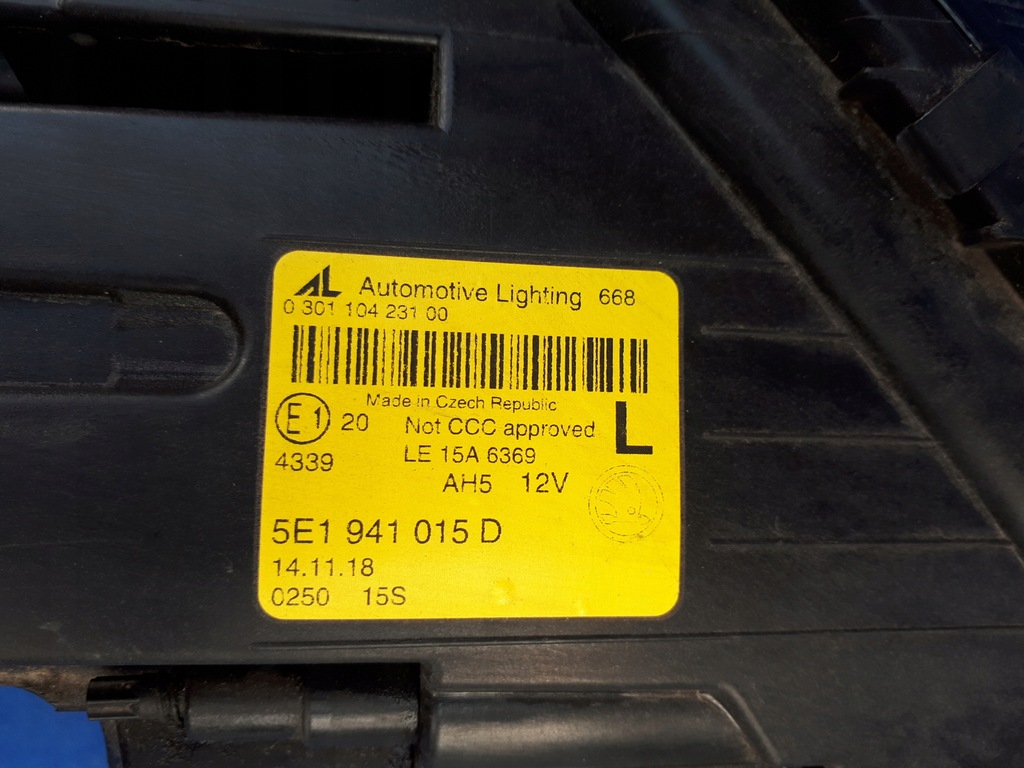 AL Automotive Lighting 668
0 301 104 231 00
Made in Czech Republic
E1 20 Not CCC approved L
4339 LE 15A 6369
AH5 12V
5E1 941 015 D
14.11.18
0250 15S